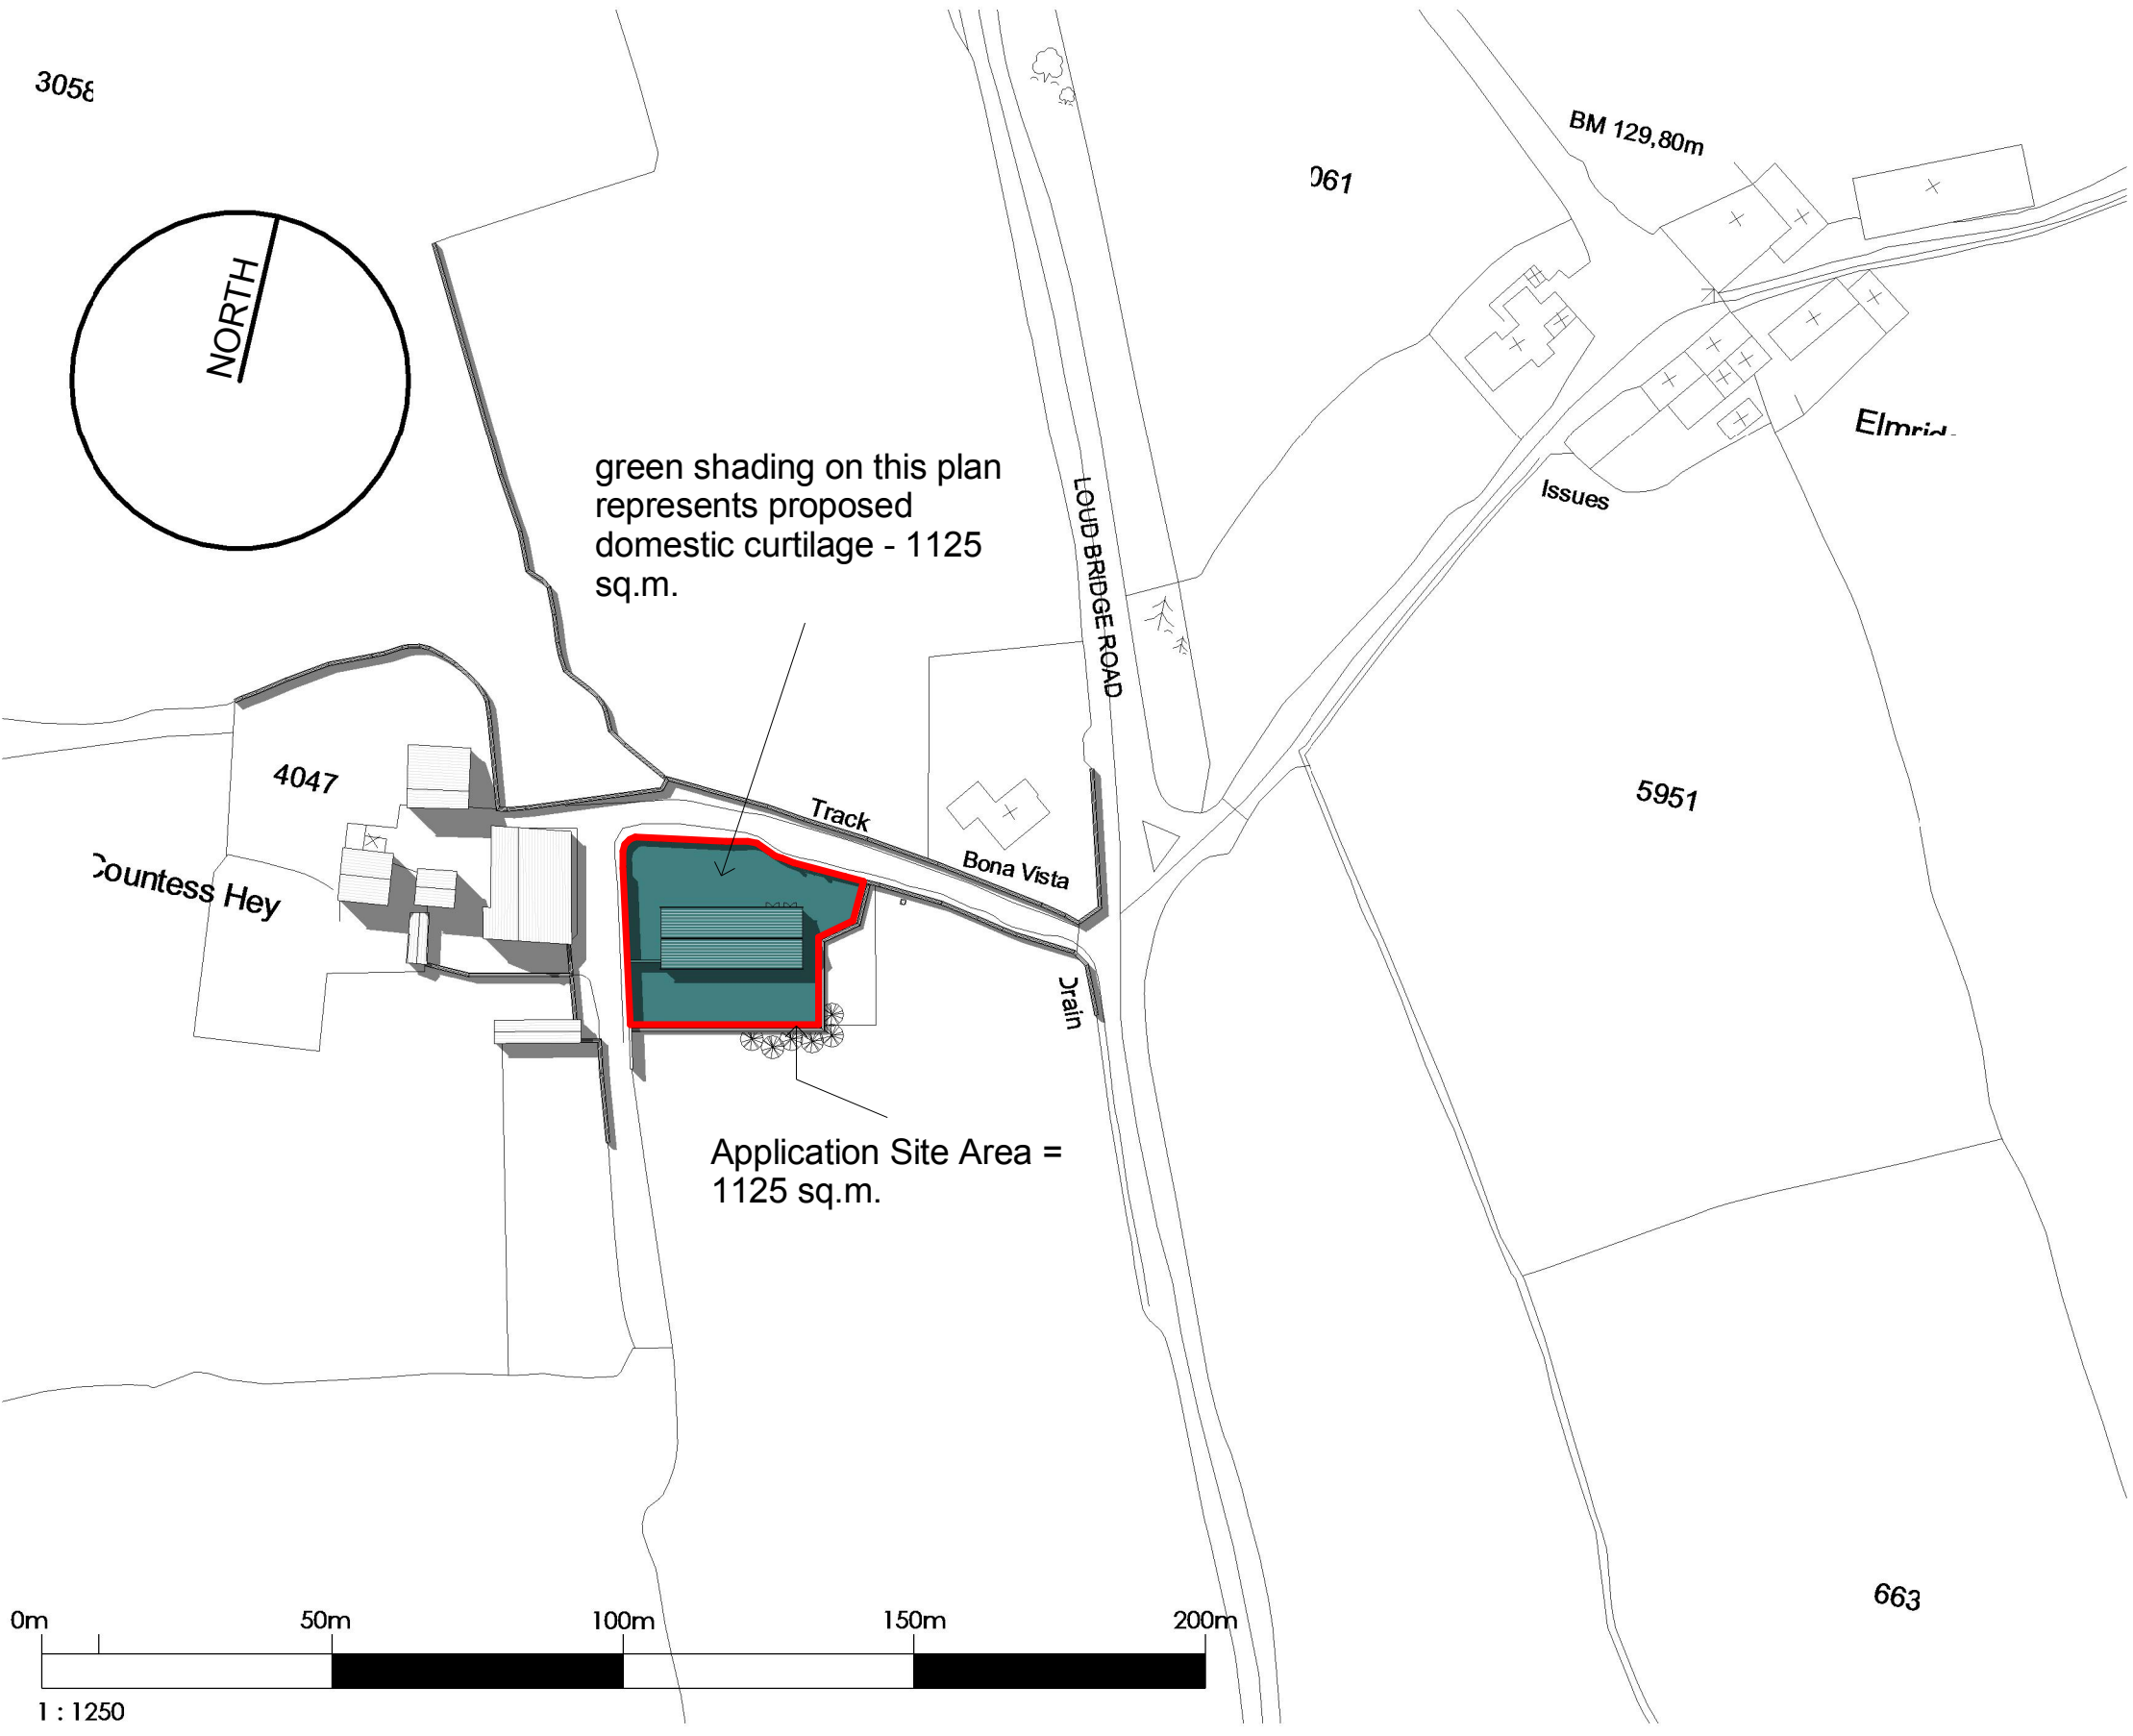 3058
BM 129,80m
061
NORTH
Elmrid
green shading on this plan
represents proposed
domestic curtilage - 1125
sq.m.
LOUD BRIDGE ROAD
Issues
4047
5951
Track
Bona Vista
Countess Hey
Drain
Application Site Area =
1125 sq.m.
663
0m 50m 100m 150m 200m
1 : 1250